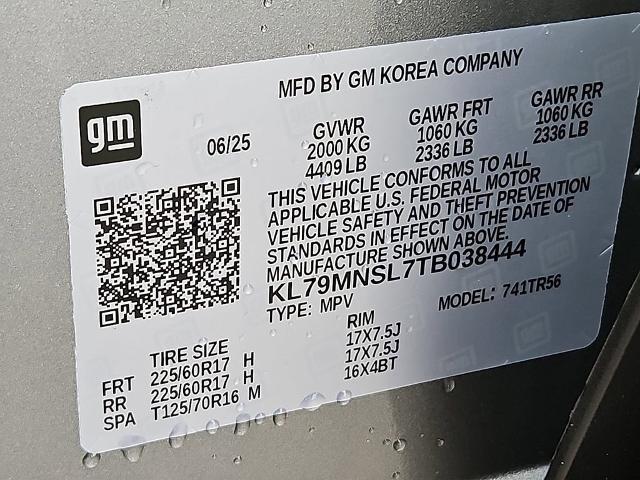 MFD BY GM KOREA COMPANY
gm
06/25
GVWR
2000 KG
4409 LB
GAWR FRT
1060 KG
2336 LB
GAWR RR
1060 KG
2336 LB
THIS VEHICLE CONFORMS TO ALL
APPLICABLE U.S. FEDERAL MOTOR
VEHICLE SAFETY AND THEFT PREVENTION
STANDARDS IN EFFECT ON THE DATE OF
MANUFACTURE SHOWN ABOVE.
KL79MNSL7TB038444
TYPE: MPV
MODEL: 741TR56
TIRE SIZE
RIM
FRT 225/60R17 H 17X7.5J
RR 225/60R17 H 17X7.5J
SPA T125/70R16 M 16X4BT